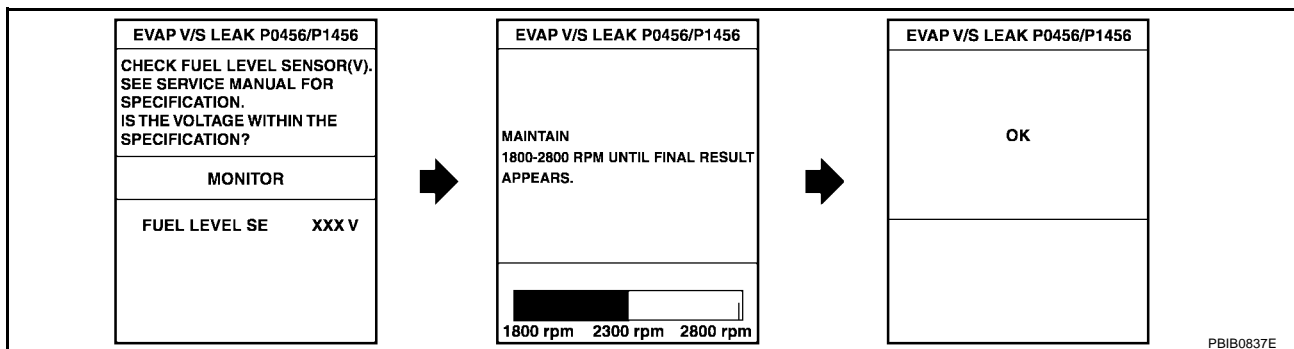 EVAP V/S LEAK P0456/P1456
CHECK FUEL LEVEL SENSOR(V).
SEE SERVICE MANUAL FOR
SPECIFICATION.
IS THE VOLTAGE WITHIN THE
SPECIFICATION?
MONITOR
FUEL LEVEL SE XXX V
EVAP V/S LEAK P0456/P1456
MAINTAIN
1800-2800 RPM UNTIL FINAL RESULT
APPEARS.
1800 rpm 2300 rpm 2800 rpm
EVAP V/S LEAK P0456/P1456
OK
PBIB0837E